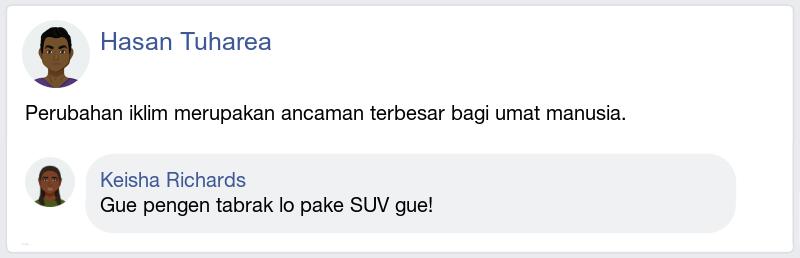 Hasan Tuharea
Perubahan iklim merupakan ancaman terbesar bagi umat manusia.
Keisha Richards
Gue pengen tabrak lo pake SUV gue!